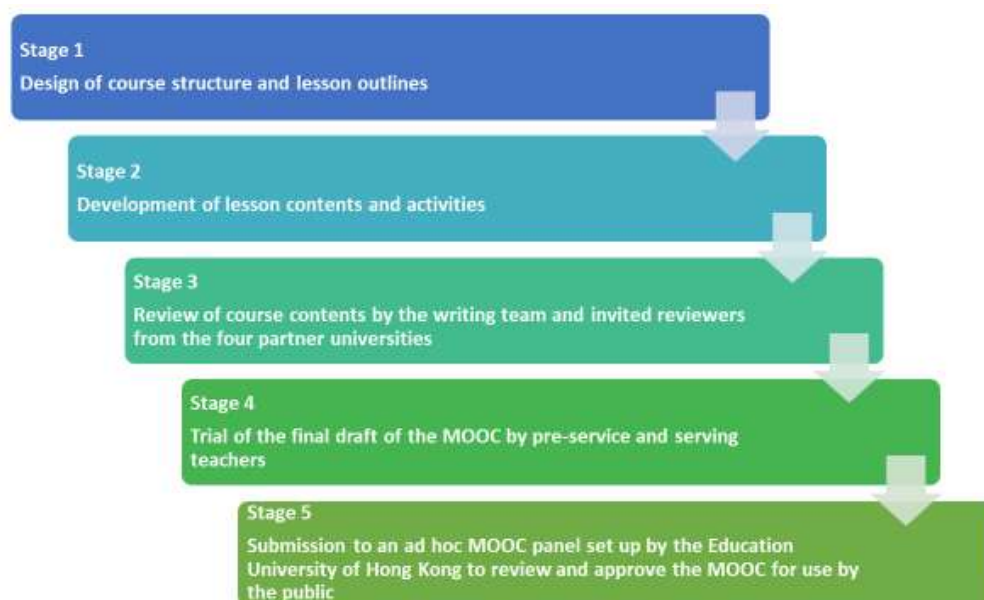 Stage 1
Design of course structure and lesson outlines
Stage 2
Development of lesson contents and activities
Stage 3
Review of course contents by the writing team and invited reviewers
from the four partner universities
Stage 4
Trial of the final draft of the MOOC by pre-service and serving
teachers
Stage 5
Submission to an ad hoc MOOC panel set up by the Education
University of Hong Kong to review and approve the MOOC for use by
the public